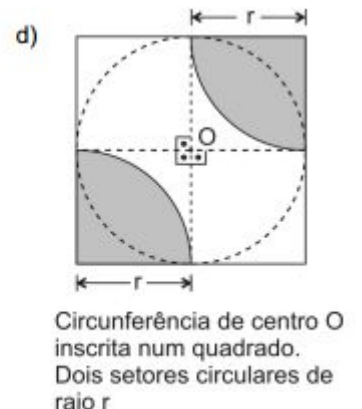 r
d)
O
r
Circunferência de centro O
inscrita num quadrado.
Dois setores circulares de
raio r